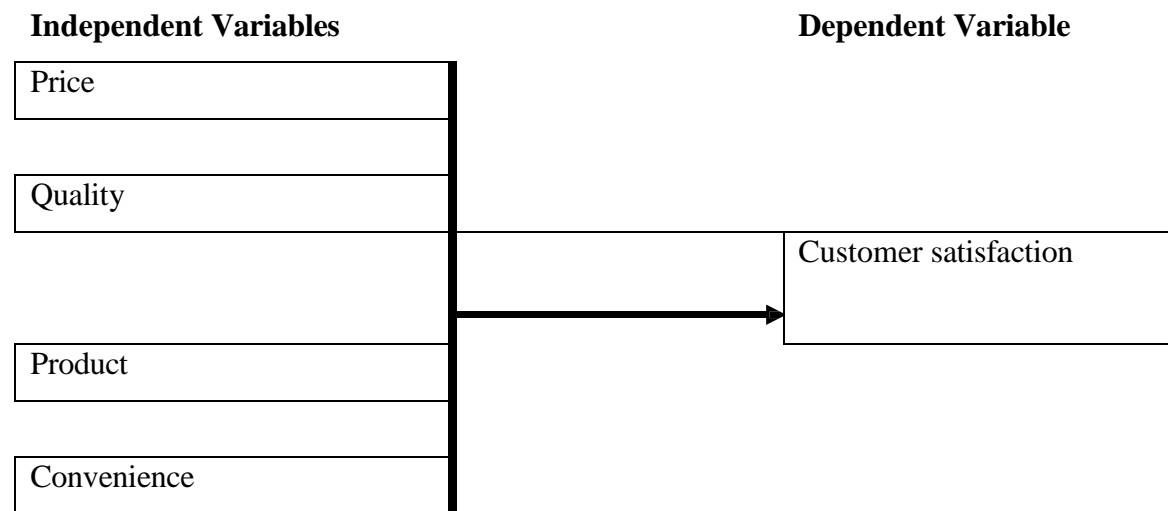 Independent Variables
Dependent Variable
Price
Quality
Customer satisfaction
Product
Convenience